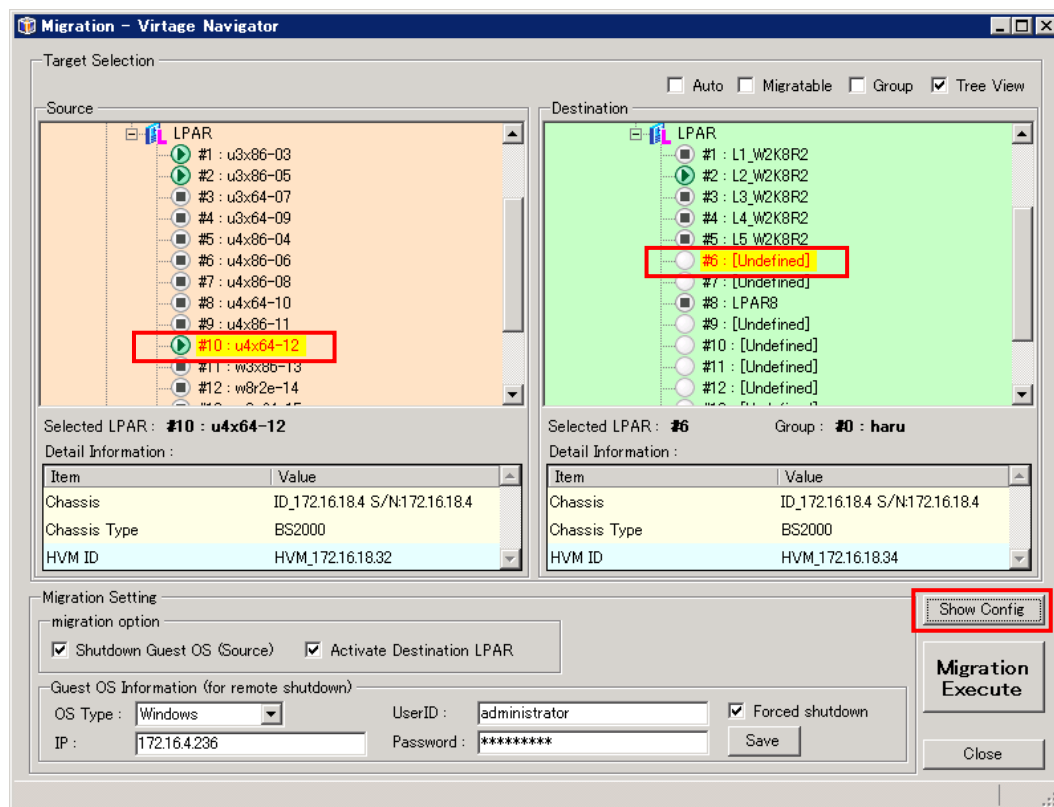 Migration - Virtage Navigator
Target Selection
Auto Migratable Group Tree View
Source
LPAR
#1 : u3x86-03
#2 : u3x86-05
#3 : u3x64-07
#4 : u3x64-09
#5 : u4x86-04
#6 : u4x86-06
#7 : u4x86-08
#8 : u4x64-10
#9 : u4x86-11
#10 : u4x64-12
#11 : w3x86-13
#12 : w8r2e-14
Selected LPAR : #10 : u4x64-12
Detail Information :
Item Value
Chassis ID_172.16.18.4 S/N:172.16.18.4
Chassis Type BS2000
HVM ID HVM_172.16.18.32
Destination
LPAR
#1 : L1_W2K8R2
#2 : L2_W2K8R2
#3 : L3_W2K8R2
#4 : L4_W2K8R2
#5 : L5_W2K8R2
#6 : [Undefined]
#7 : [Undefined]
#8 : LPAR8
#9 : [Undefined]
#10 : [Undefined]
#11 : [Undefined]
#12 : [Undefined]
Selected LPAR : #6 Group : #0 : haru
Detail Information :
Item Value
Chassis ID_172.16.18.4 S/N:172.16.18.4
Chassis Type BS2000
HVM ID HVM_172.16.18.34
Migration Setting
migration option
Shutdown Guest OS (Source) Activate Destination LPAR
Guest OS Information (for remote shutdown)
OS Type : Windows UserID : administrator Forced shutdown
IP : 172.16.4.236 Password : ********* Save
Show Config
Migration
Execute
Close